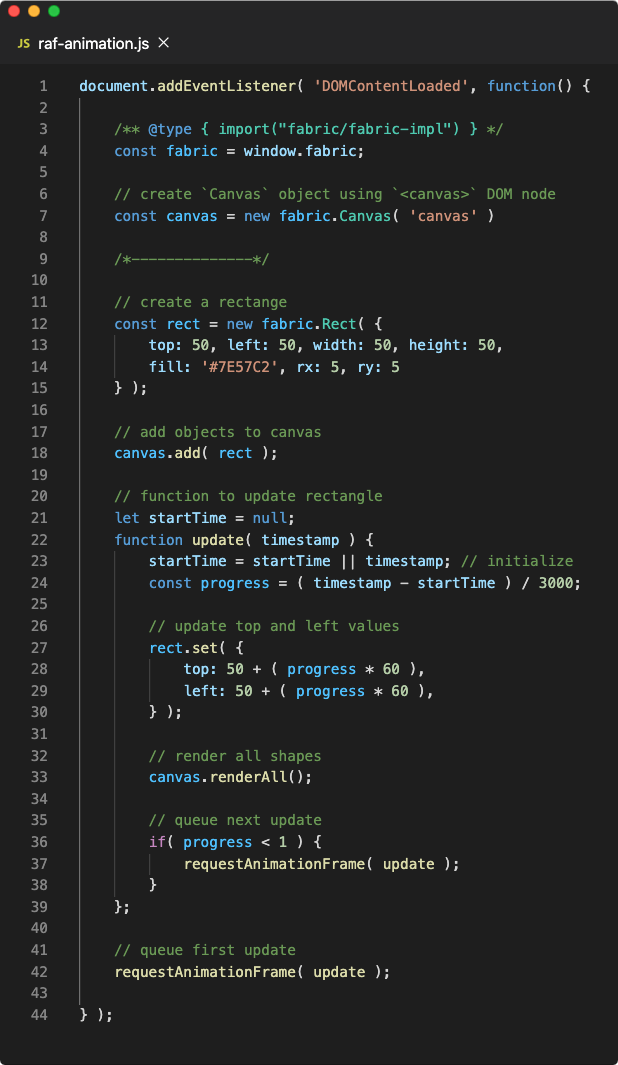 JS raf-animation.js ×
1 document.addEventListener( 'DOMContentLoaded', function() {
2
3     /** @type { import("fabric/fabric-impl") } */
4     const fabric = window.fabric;
5
6     // create `Canvas` object using `<canvas>` DOM node
7     const canvas = new fabric.Canvas( 'canvas' )
8
9     /*--------------*/
10
11     // create a rectange
12     const rect = new fabric.Rect( {
13         top: 50, left: 50, width: 50, height: 50,
14         fill: '#7E57C2', rx: 5, ry: 5
15     } );
16
17     // add objects to canvas
18     canvas.add( rect );
19
20     // function to update rectangle
21     let startTime = null;
22     function update( timestamp ) {
23         startTime = startTime || timestamp; // initialize
24         const progress = ( timestamp - startTime ) / 3000;
25
26         // update top and left values
27         rect.set( {
28             top: 50 + ( progress * 60 ),
29             left: 50 + ( progress * 60 ),
30         } );
31
32         // render all shapes
33         canvas.renderAll();
34
35         // queue next update
36         if( progress < 1 ) {
37             requestAnimationFrame( update );
38         }
39     };
40
41     // queue first update
42     requestAnimationFrame( update );
43
44 } );